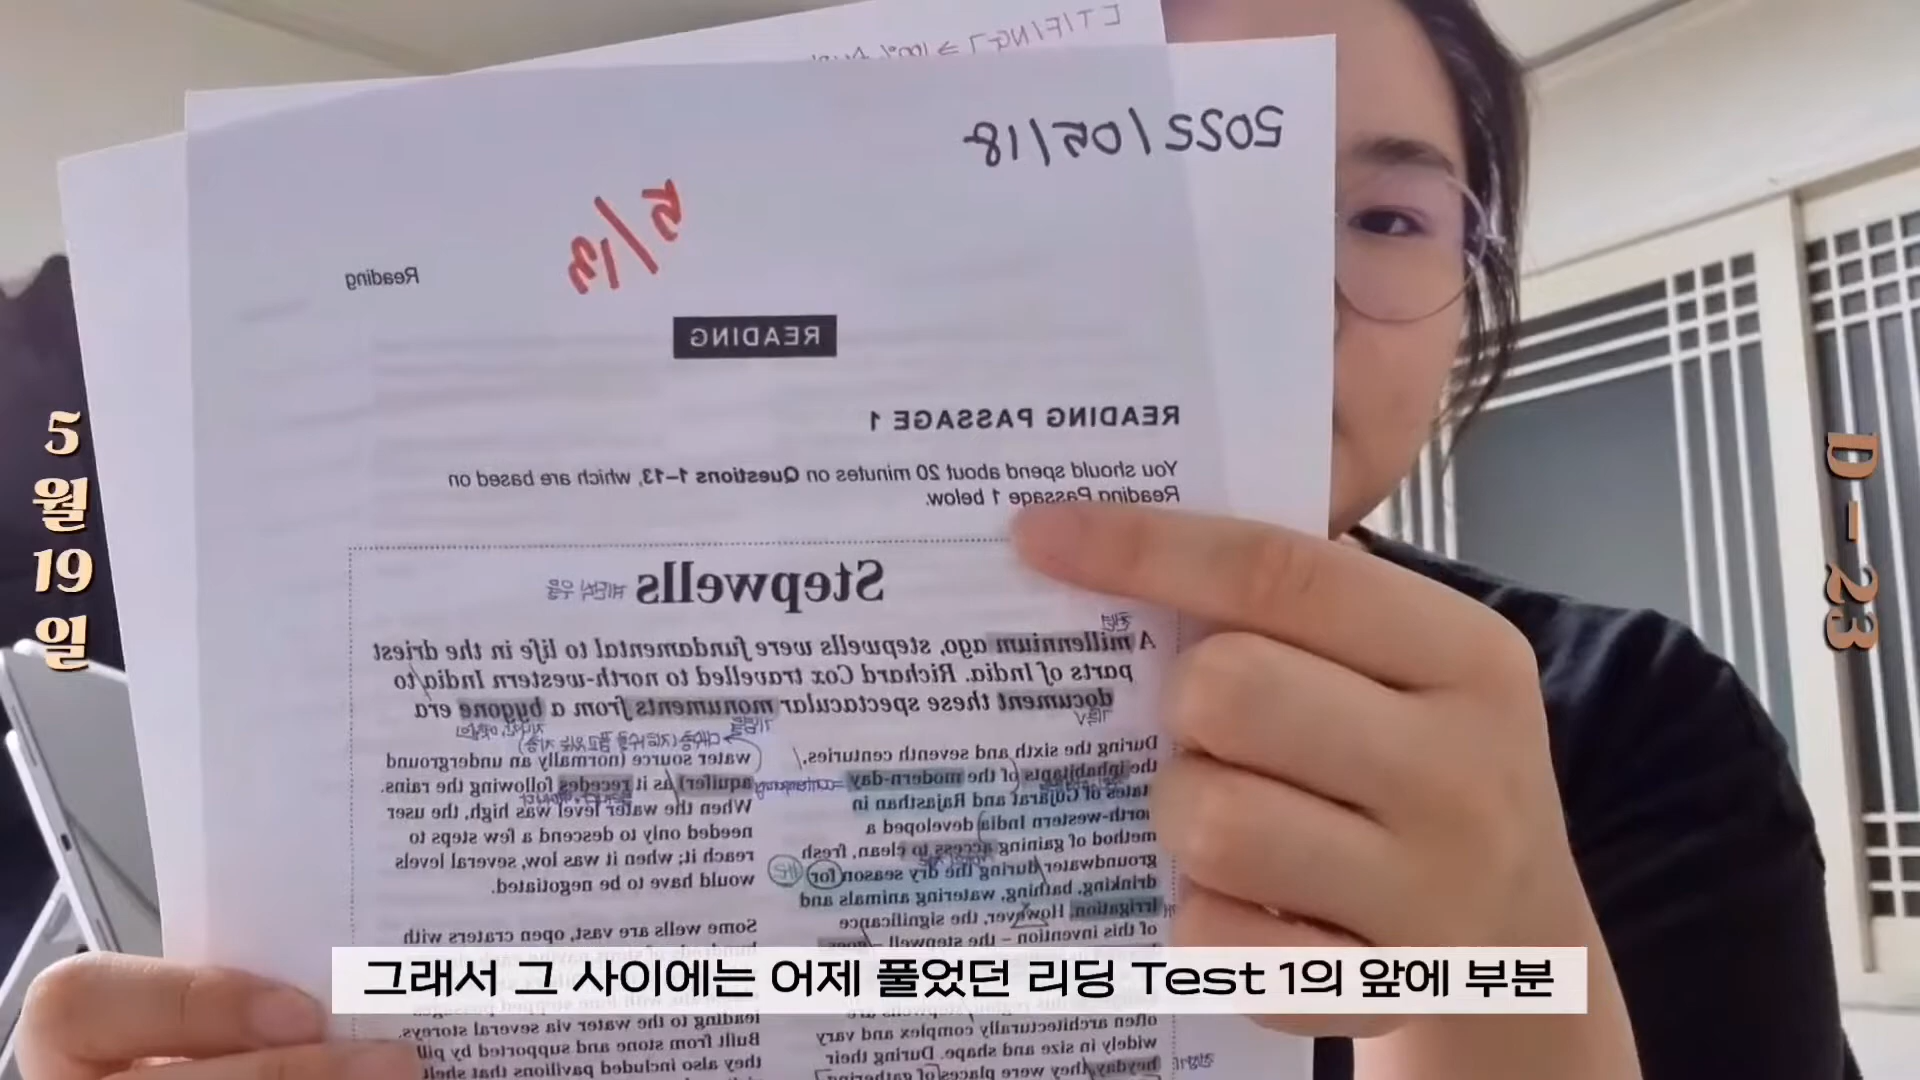 2022/05/18
5/13
Reading
READING
READING PASSAGE 1
You should spend about 20 minutes on Questions 1–13, which are based on
Reading Passage 1 below.
Stepwells 계단식 우물
A millennium ago, stepwells were fundamental to life in the driest
parts of India. Richard Cox travelled to north-western India to
document these spectacular monuments from a bygone era
During the sixth and seventh centuries,
the inhabitants of the modern-day
states of Gujarat and Rajasthan in
north-western India developed a
method of gaining access to clean, fresh
groundwater during the dry season for
drinking, bathing, watering animals and
irrigation. However, the significance
of this invention – the stepwell – goes
often architecturally complex and vary
widely in size and shape. During their
heyday, they were places of gathering
water source (normally an underground
aquifer) as it receded following the rains.
When the water level was high, the user
needed only to descend a few steps to
reach it; when it was low, several levels
would have to be negotiated.
Some wells are vast, open craters with
leading to the water via several storeys.
Built from stone and supported by
they also included pavilions that
5월 19일
D-23
그래서 그 사이에는 어제 풀었던 리딩 Test 1의 앞에 부분